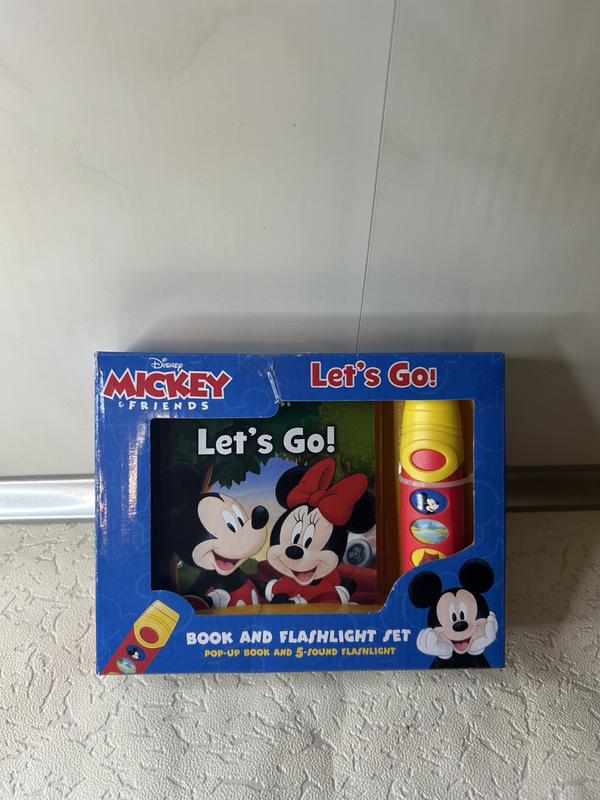 Disney
MICKEY
& FRIENDS
Let's Go!
Let's Go!
BOOK AND FLASHLIGHT SET
POP-UP BOOK AND 5-SOUND FLASHLIGHT